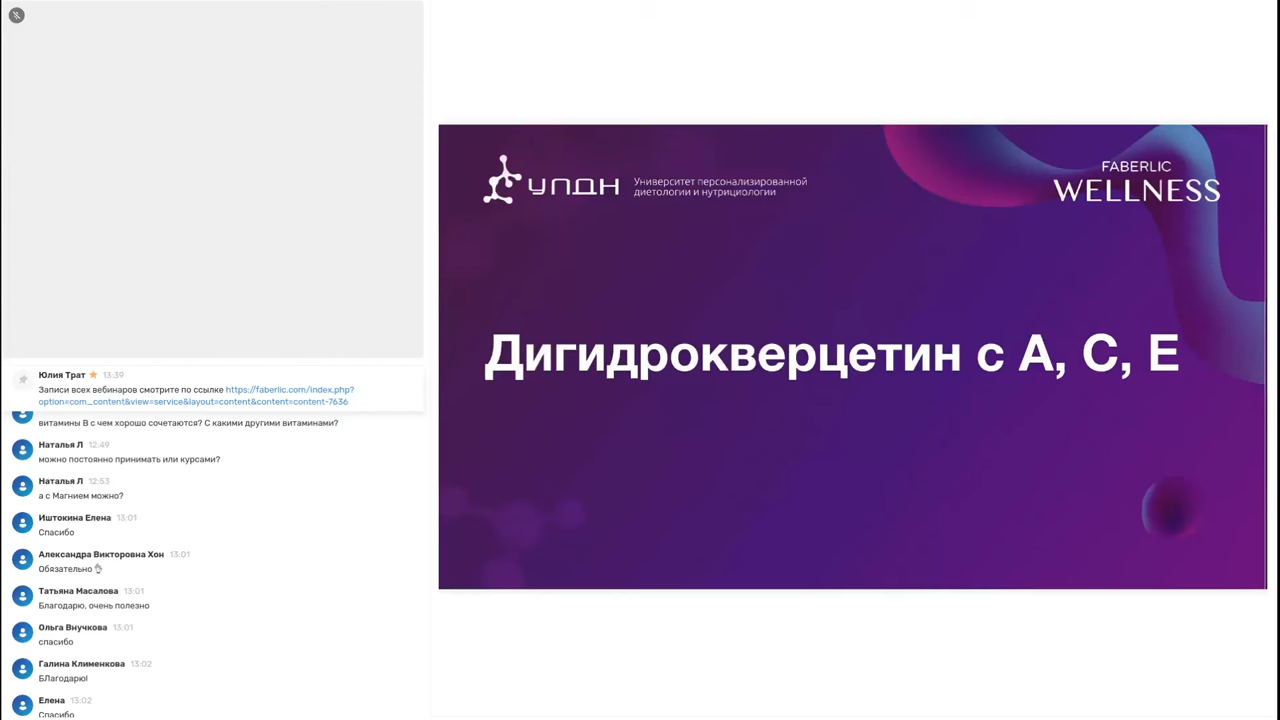 Юлия Трат 13:39
Записи всех вебинаров смотрите по ссылке https://faberlic.com/index.php?
option=com_content&view=service&layout=content&content=content-7636
витамины В с чем хорошо сочетаются? С какими другими витаминами?
Наталья Л 12:49
можно постоянно принимать или курсами?
Наталья Л 12:53
а с Магнием можно?
Иштокина Елена 13:01
Спасибо
Александра Викторовна Хон 13:01
Обязательно👌
Татьяна Масалова 13:01
Благодарю, очень полезно
Ольга Внучкова 13:01
спасибо
Галина Клименкова 13:02
БЛагодарю!
Елена 13:02
Спасибо
УПДН
Университет персонализированной
диетологии и нутрициологии
FABERLIC
WELLNESS
Дигидрокверцетин с А, С, Е